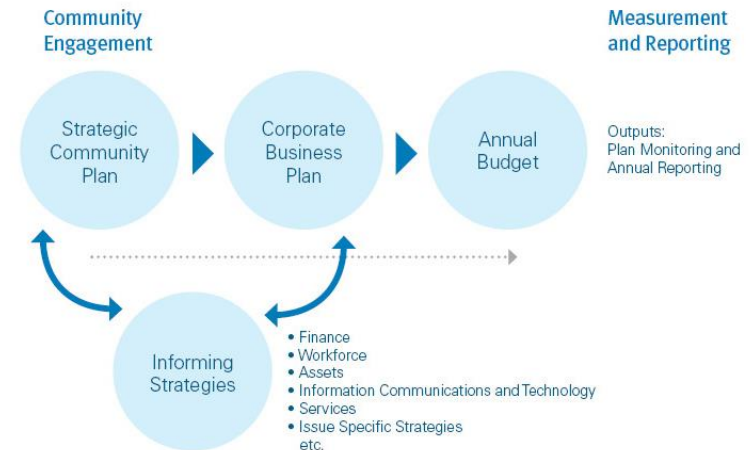 Community
Engagement
Measurement
and Reporting
Strategic
Community
Plan
Corporate
Business
Plan
Annual
Budget
Outputs:
Plan Monitoring and
Annual Reporting
Informing
Strategies
• Finance
• Workforce
• Assets
• Information Communications and Technology
• Services
• Issue Specific Strategies
etc.